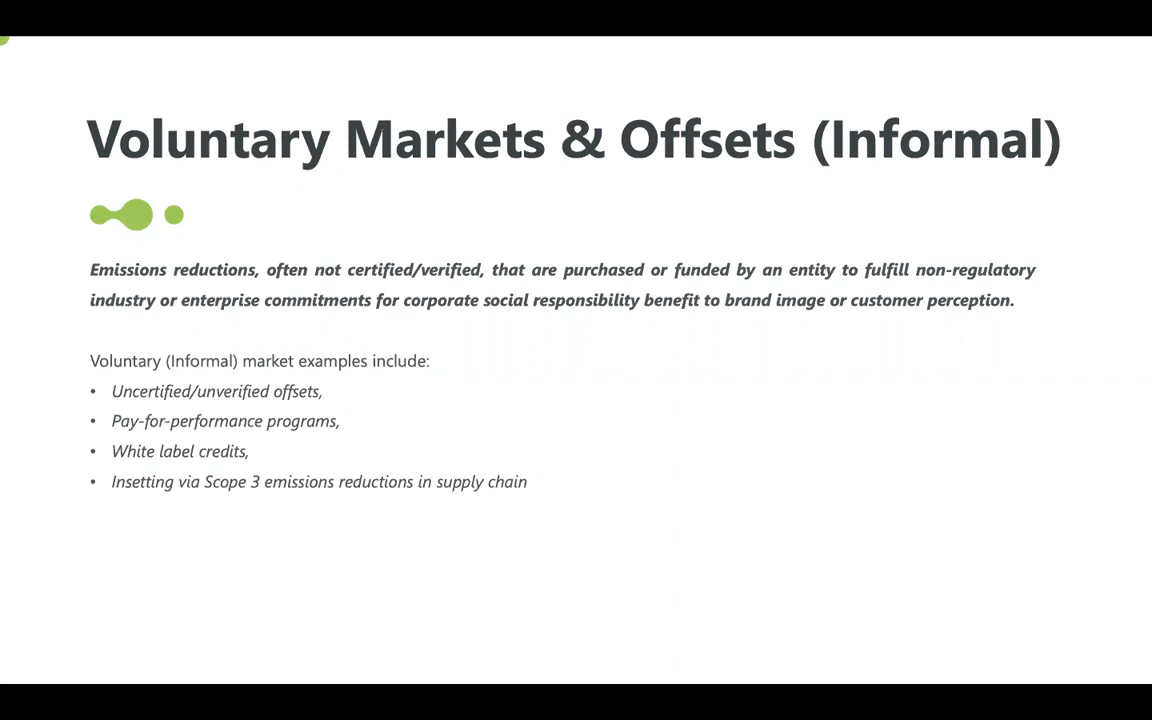 Voluntary Markets & Offsets (Informal)
Emissions reductions, often not certified/verified, that are purchased or funded by an entity to fulfill non-regulatory
industry or enterprise commitments for corporate social responsibility benefit to brand image or customer perception.
Voluntary (Informal) market examples include:
• Uncertified/unverified offsets,
• Pay-for-performance programs,
• White label credits,
• Insetting via Scope 3 emissions reductions in supply chain